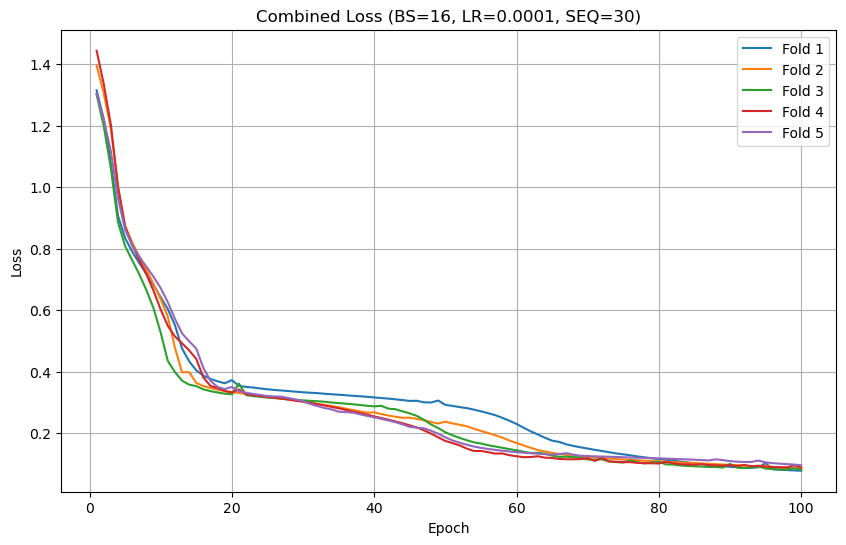 Combined Loss (BS=16, LR=0.0001, SEQ=30)
Loss
1.4
1.2
1.0
0.8
0.6
0.4
0.2
0 20 40 60 80 100
Epoch
Fold 1
Fold 2
Fold 3
Fold 4
Fold 5